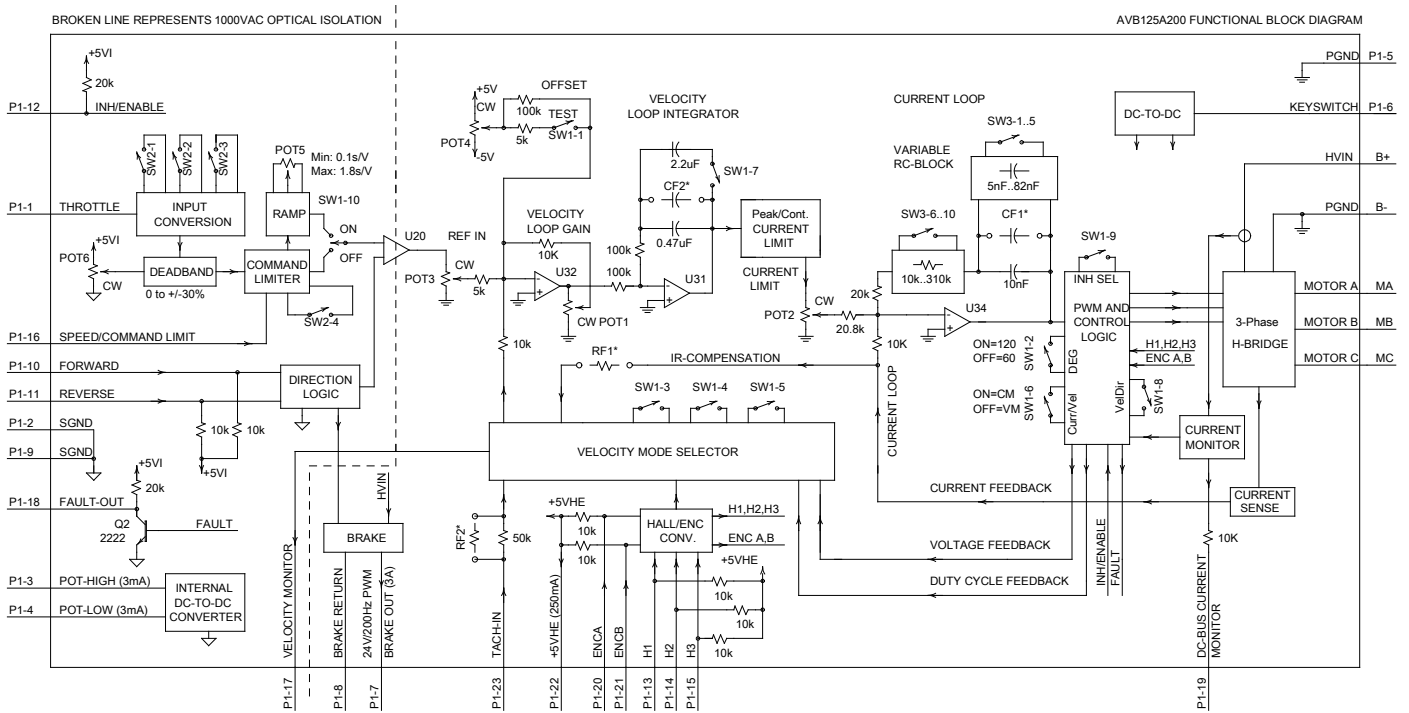 BROKEN LINE REPRESENTS 1000VAC OPTICAL ISOLATION
AVB125A200 FUNCTIONAL BLOCK DIAGRAM
+5VI
20k
P1-12
INH/ENABLE
SW2-1
SW2-2
SW2-3
POT5
Min: 0.1s/V
Max: 1.8s/V
P1-1
THROTTLE
INPUT
CONVERSION
RAMP
SW1-10
ON
OFF
+5VI
POT6
CW
DEADBAND
0 to +/-30%
COMMAND
LIMITER
SW2-4
U20
P1-16
SPEED/COMMAND LIMIT
P1-10
FORWARD
P1-11
REVERSE
DIRECTION
LOGIC
P1-2
SGND
P1-9
SGND
10k
10k
+5VI
+5VI
20k
P1-18
FAULT-OUT
Q2
2222
FAULT
P1-3
POT-HIGH (3mA)
P1-4
POT-LOW (3mA)
INTERNAL
DC-TO-DC
CONVERTER
HVIN
BRAKE
VELOCITY MONITOR
BRAKE RETURN
24V/200Hz PWM
BRAKE OUT (3A)
P1-17
P1-8
P1-7
+5V
CW
POT4
-5V
100k
OFFSET
5k
TEST
SW1-1
REF IN
POT3
CW
5k
VELOCITY
LOOP GAIN
10K
U32
CW POT1
10k
VELOCITY
LOOP INTEGRATOR
2.2uF
SW1-7
CF2*
0.47uF
100k
100k
U31
Peak/Cont.
CURRENT
LIMIT
CURRENT
LIMIT
CW
POT2
20.8k
CURRENT LOOP
SW3-1..5
VARIABLE
RC-BLOCK
5nF..82nF
SW3-6..10
CF1*
10k..310k
10nF
20k
10K
U34
RF1*
IR-COMPENSATION
CURRENT LOOP
SW1-3
SW1-4
SW1-5
VELOCITY MODE SELECTOR
RF2*
50k
TACH-IN
P1-23
+5VHE
10k
10k
+5VHE (250mA)
P1-22
ENCA
P1-20
ENCB
P1-21
HALL/ENC
CONV.
H1,H2,H3
ENC A,B
+5VHE
10k
10k
10k
H1
P1-13
H2
P1-14
H3
P1-15
SW1-9
INH SEL
PWM AND
CONTROL
LOGIC
ON=120
OFF=60
SW1-2
DEG
ON=CM
OFF=VM
SW1-6
Curr/Vel
VelDir
SW1-8
H1,H2,H3
ENC A,B
CURRENT FEEDBACK
VOLTAGE FEEDBACK
DUTY CYCLE FEEDBACK
INH/ENABLE
FAULT
DC-TO-DC
PGND
P1-5
KEYSWITCH
P1-6
HVIN
B+
PGND
B-
3-Phase
H-BRIDGE
MOTOR A
MA
MOTOR B
MB
MOTOR C
MC
CURRENT
MONITOR
CURRENT
SENSE
10K
DC-BUS CURRENT
MONITOR
P1-19